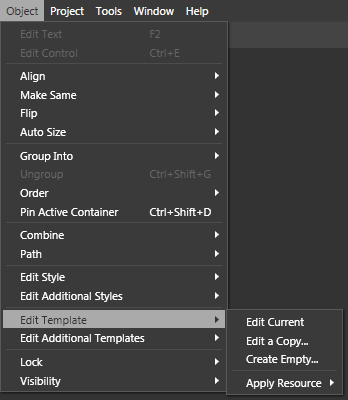 Object Project Tools Window Help
Edit Text F2
Edit Control Ctrl+E
Align
Make Same
Flip
Auto Size
Group Into
Ungroup Ctrl+Shift+G
Order
Pin Active Container Ctrl+Shift+D
Combine
Path
Edit Style
Edit Additional Styles
Edit Template
Edit Additional Templates
Lock
Visibility
Edit Current
Edit a Copy...
Create Empty...
Apply Resource